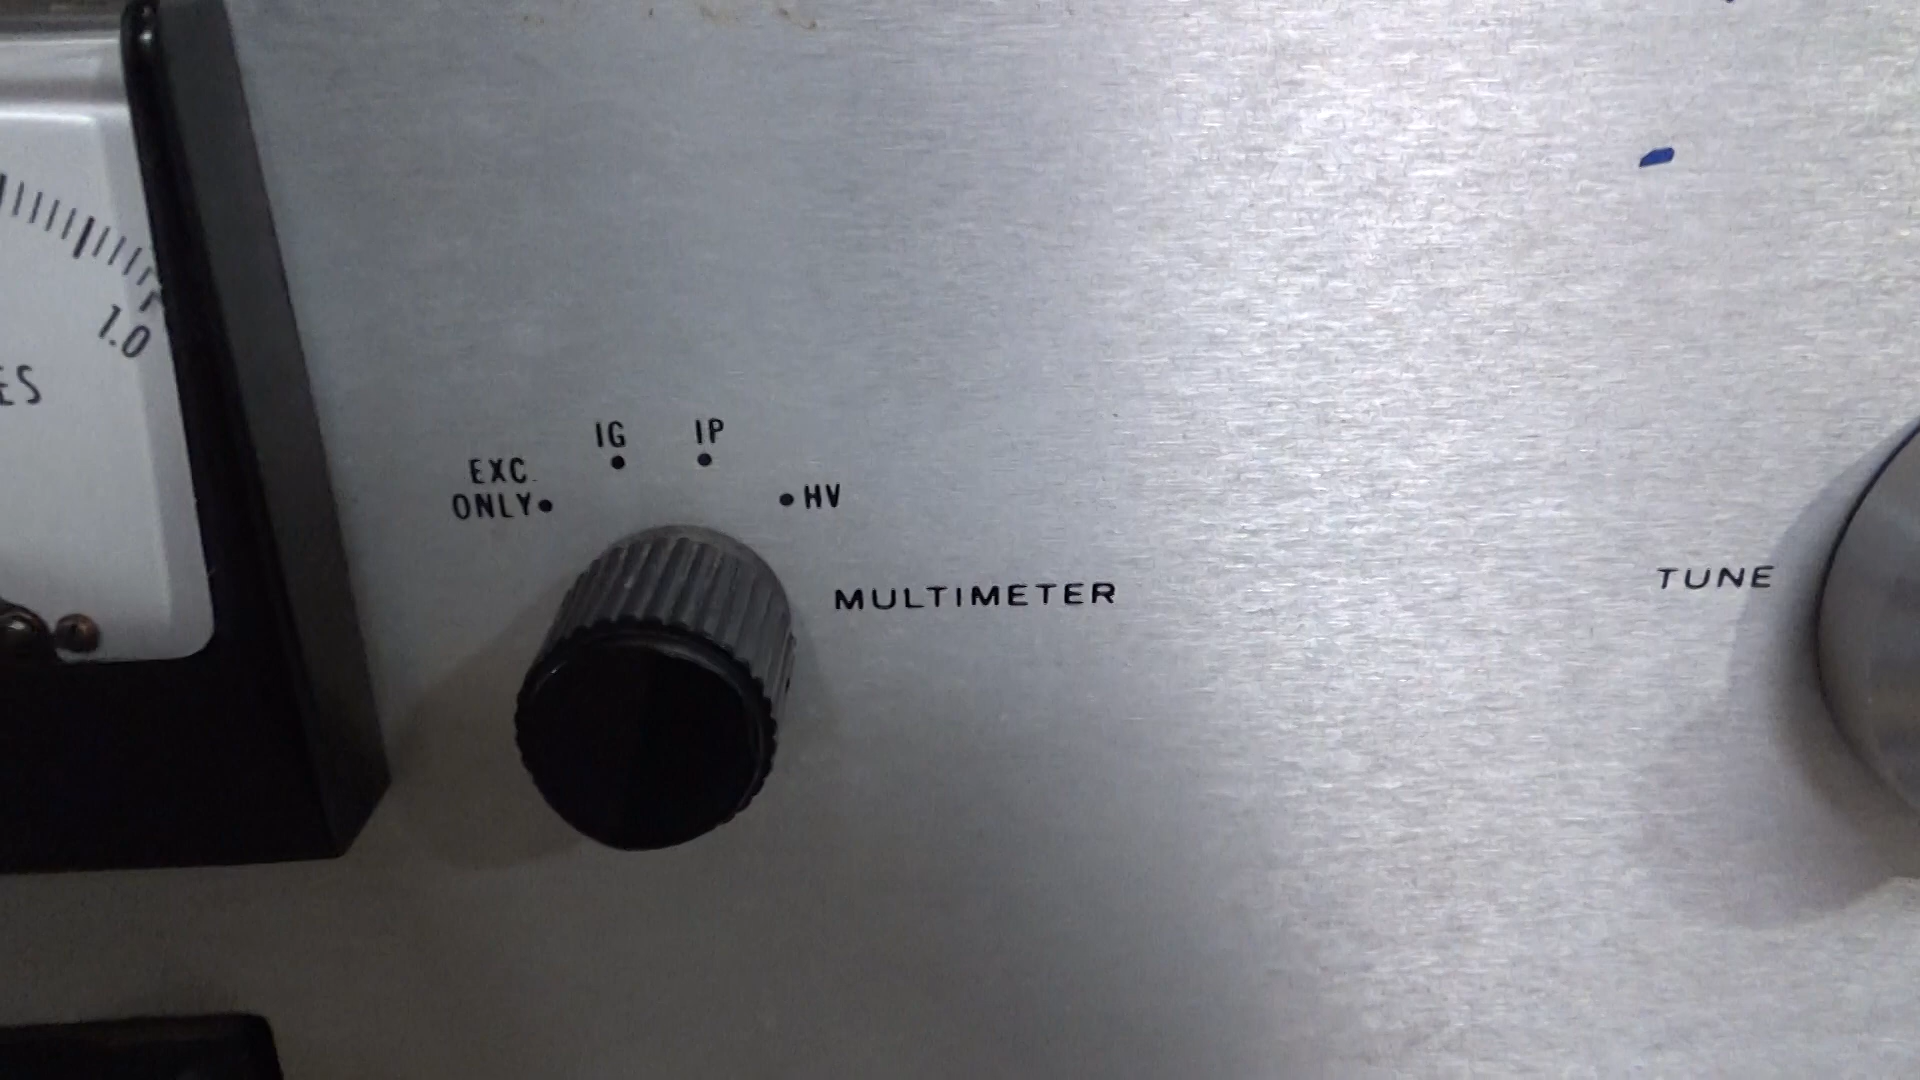 1.0
ES
IG
IP
EXC.
ONLY
HV
MULTIMETER
TUNE